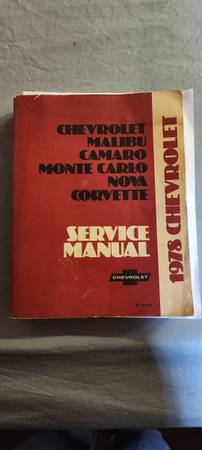 CHEVROLET
MALIBU
CAMARO
MONTE CARLO
NOVA
CORVETTE
SERVICE
MANUAL
CHEVROLET
1978 CHEVROLET